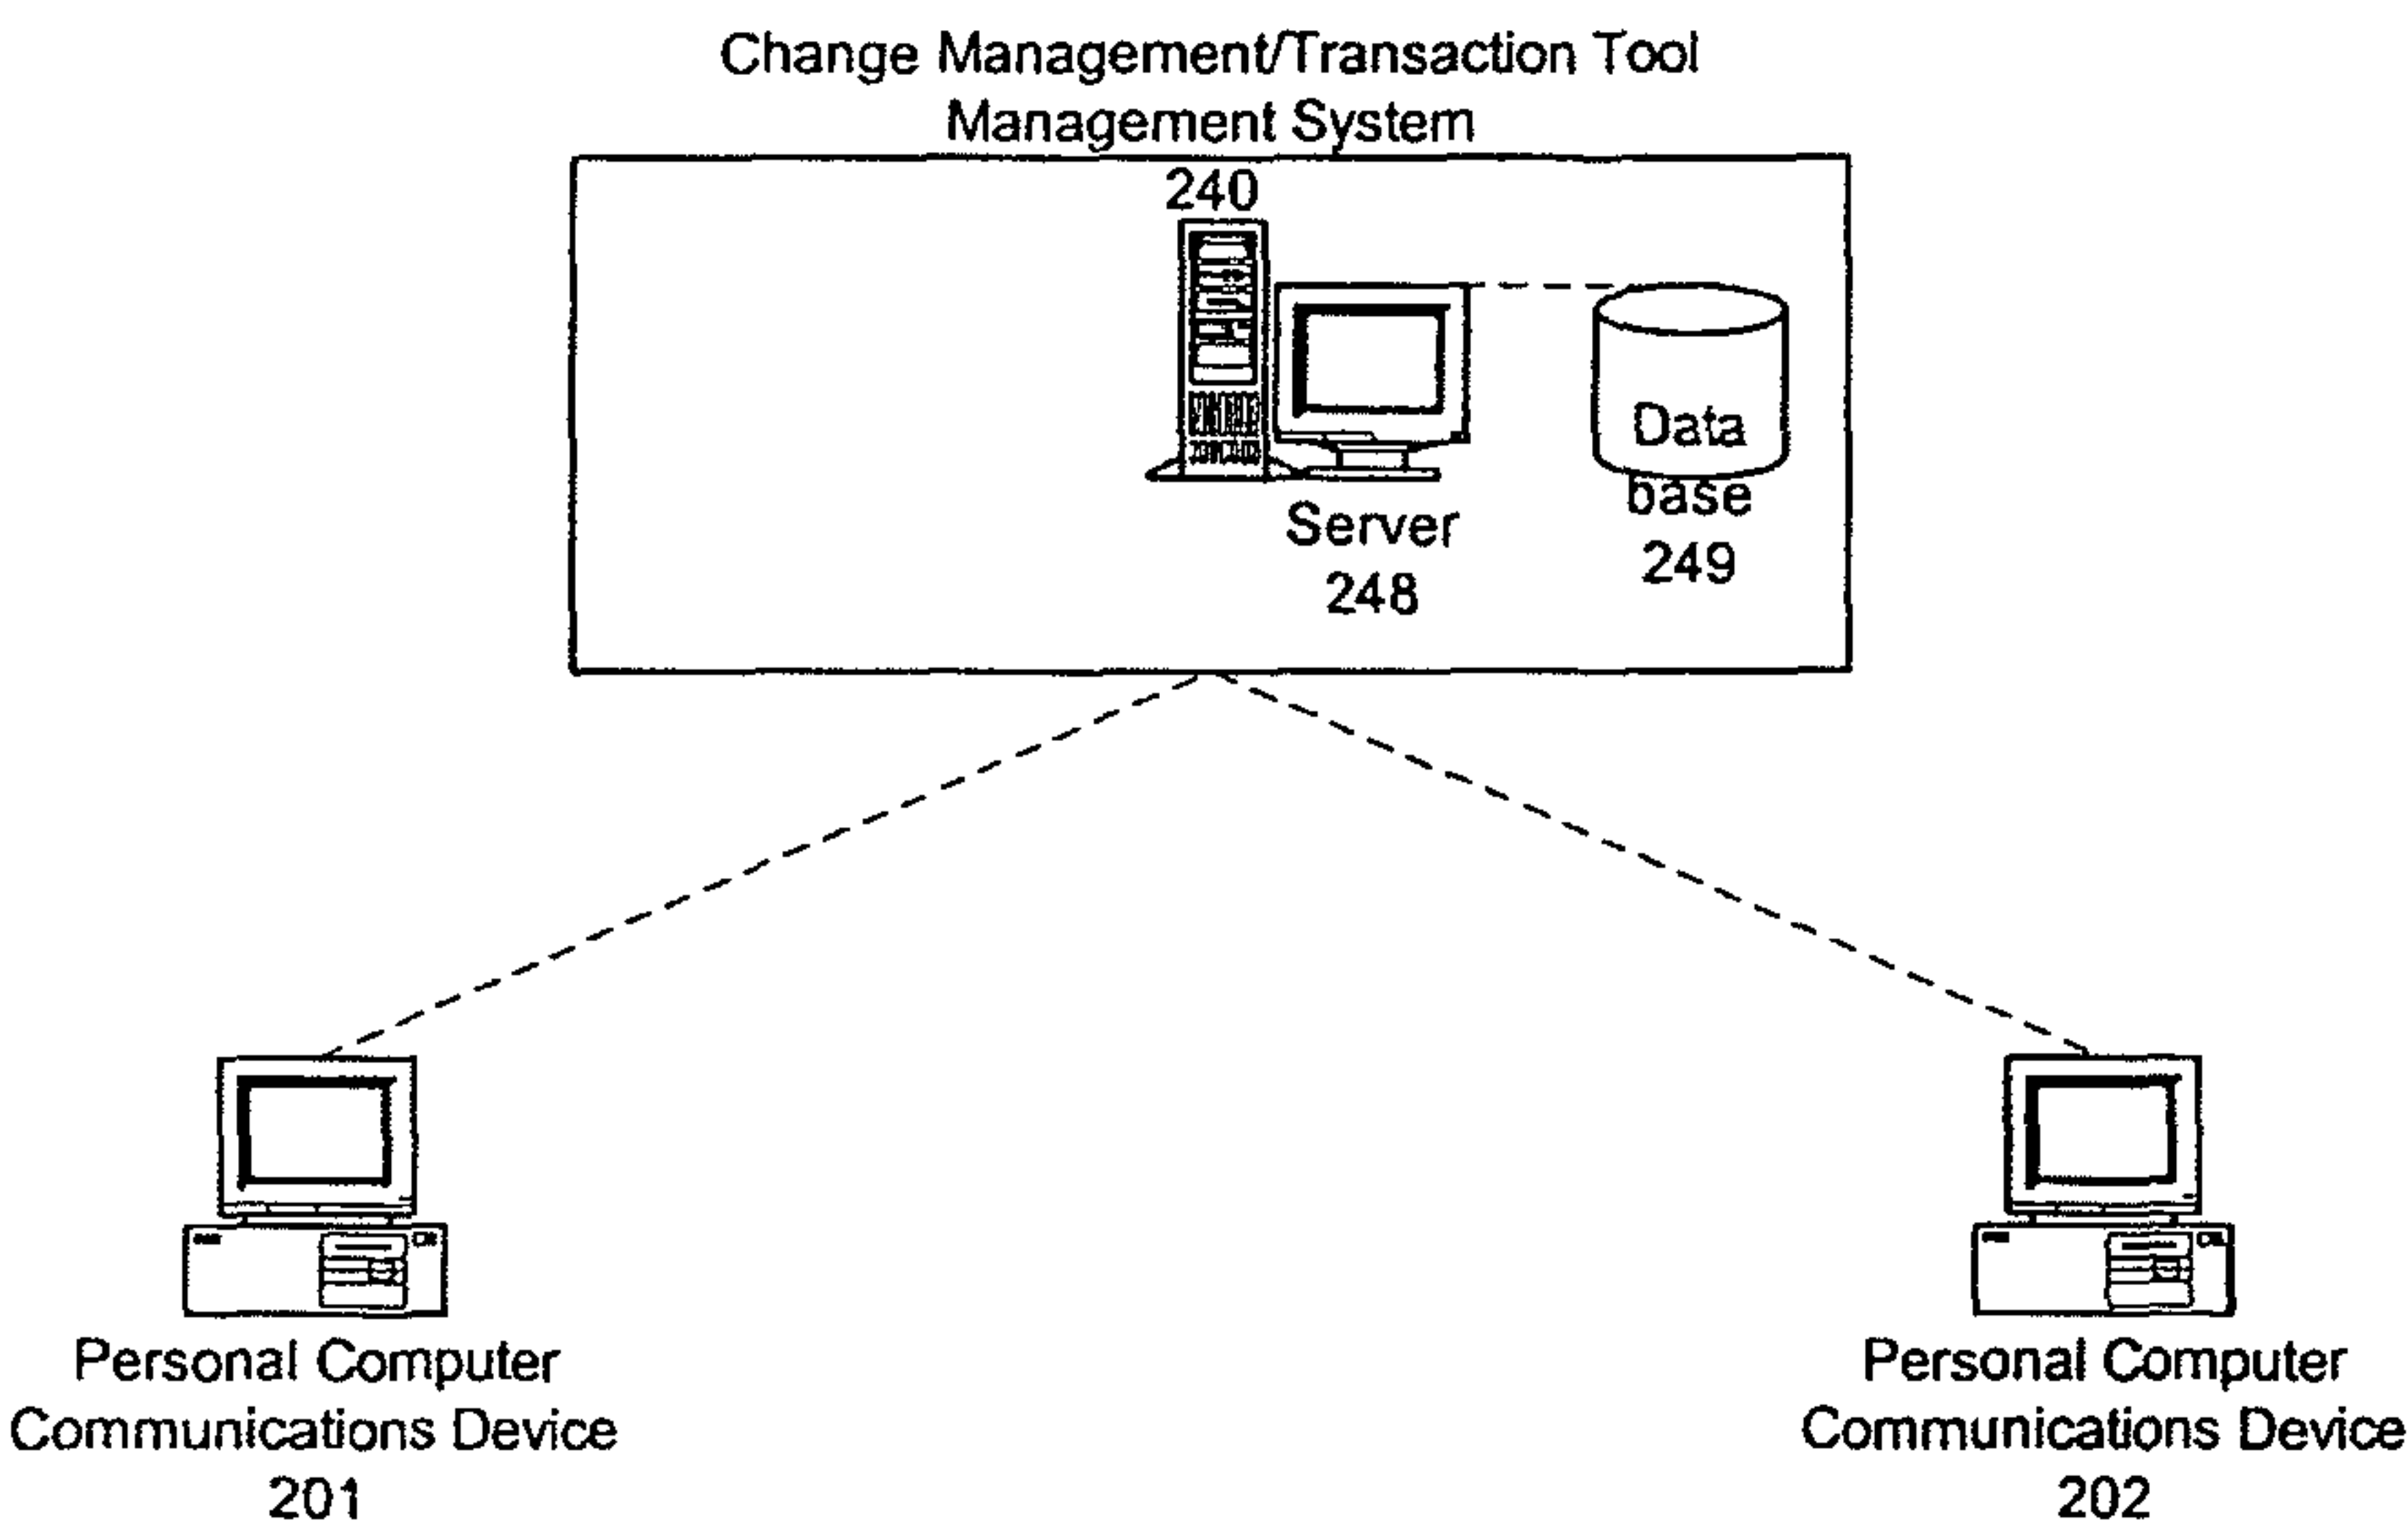 Change Management/Transaction Tool
Management System
240
Data
base
249
Server
248
Personal Computer
Communications Device
201
Personal Computer
Communications Device
202